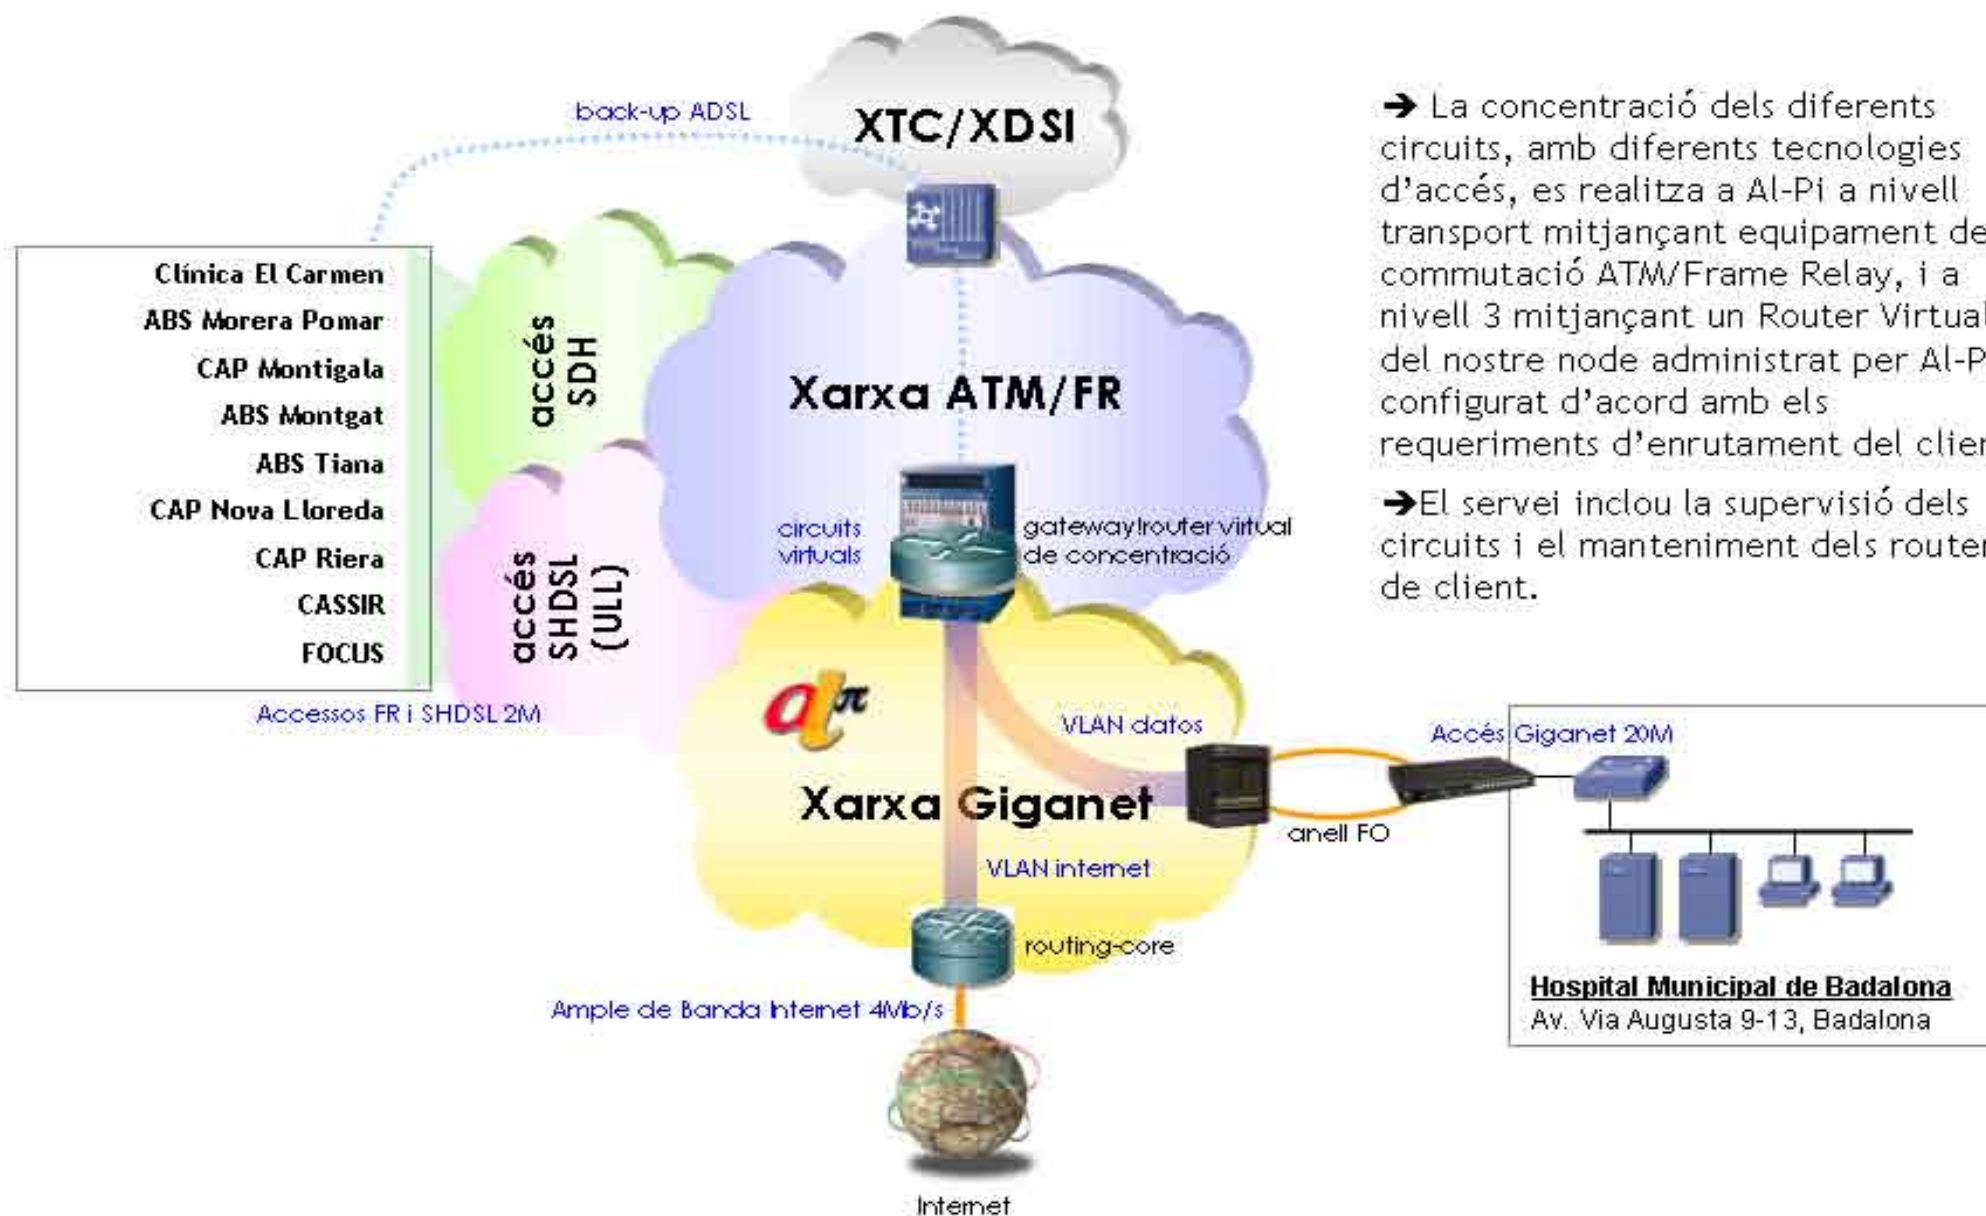 back-up ADSL
XTC/XDSI
Clínica El Carmen
ABS Morera Pomar
CAP Montigala
ABS Montgat
ABS Tiana
CAP Nova Lloreda
CAP Riera
CASSIR
FOCUS
Accessos FR i SHDSL 2M
accés
SDH
accés
SHDSL
(ULL)
Xarxa ATM/FR
circuits
virtuals
gateway!router virtual
de concentració
al π
VLAN datos
Xarxa Giganet
VLAN internet
routing-core
Ample de Banda Internet 4Mb/s
Internet
anell FO
➔ La concentració dels diferents
circuits, amb diferents tecnologies
d'accés, es realitza a Al-Pi a nivell
transport mitjançant equipament de
commutació ATM/Frame Relay, i a
nivell 3 mitjançant un Router Virtual
del nostre node administrat per Al-P
configurat d'acord amb els
requeriments d'enrutament del clien
➔El servei inclou la supervisió dels
circuits i el manteniment dels router
de client.
Accés Giganet 20M
Hospital Municipal de Badalona
Av. Via Augusta 9-13, Badalona